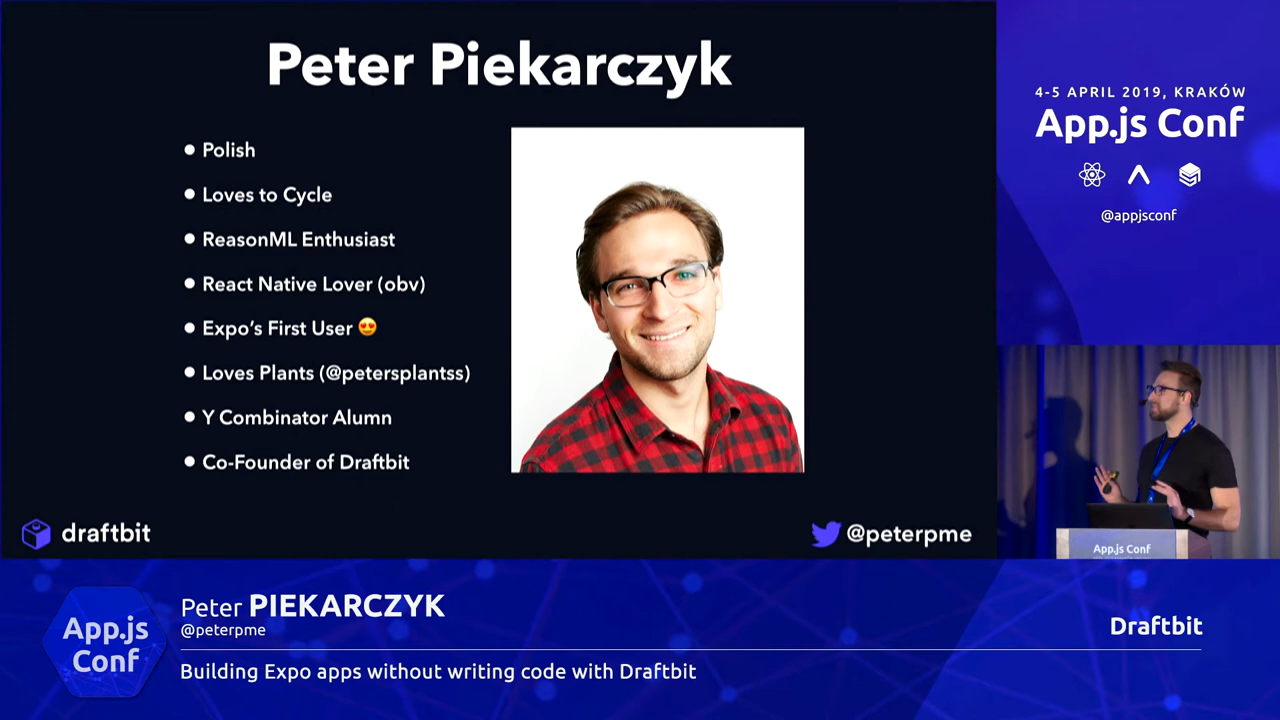 Peter Piekarczyk
Polish
Loves to Cycle
ReasonML Enthusiast
React Native Lover (obv)
Expo's First User 😍
Loves Plants (@petersplantss)
Y Combinator Alumn
Co-Founder of Draftbit
draftbit
@peterpme
4-5 APRIL 2019, KRAKÓW
App.js Conf
@appjsconf
App.js Conf
App.js
Conf
Peter PIEKARCZYK
@peterpme
Building Expo apps without writing code with Draftbit
Draftbit